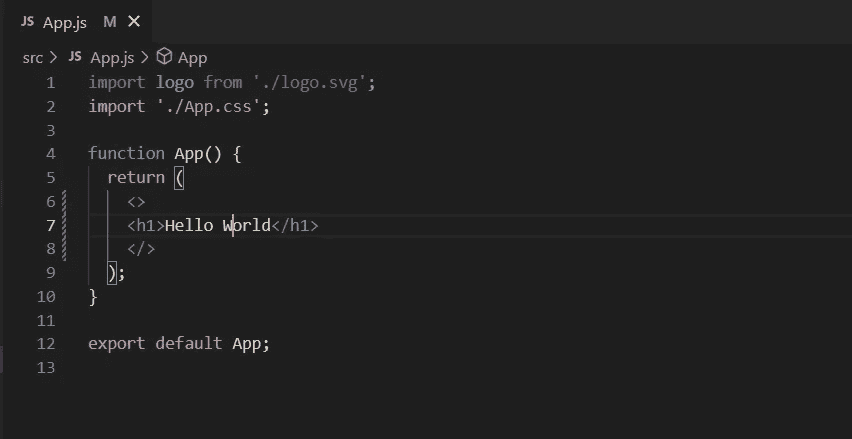 JS App.js M ×
src > JS App.js > App
1 import logo from './logo.svg';
2 import './App.css';
3
4 function App() {
5   return (
6     <>
7     <h1>Hello World</h1>
8     </>
9   );
10 }
11
12 export default App;
13